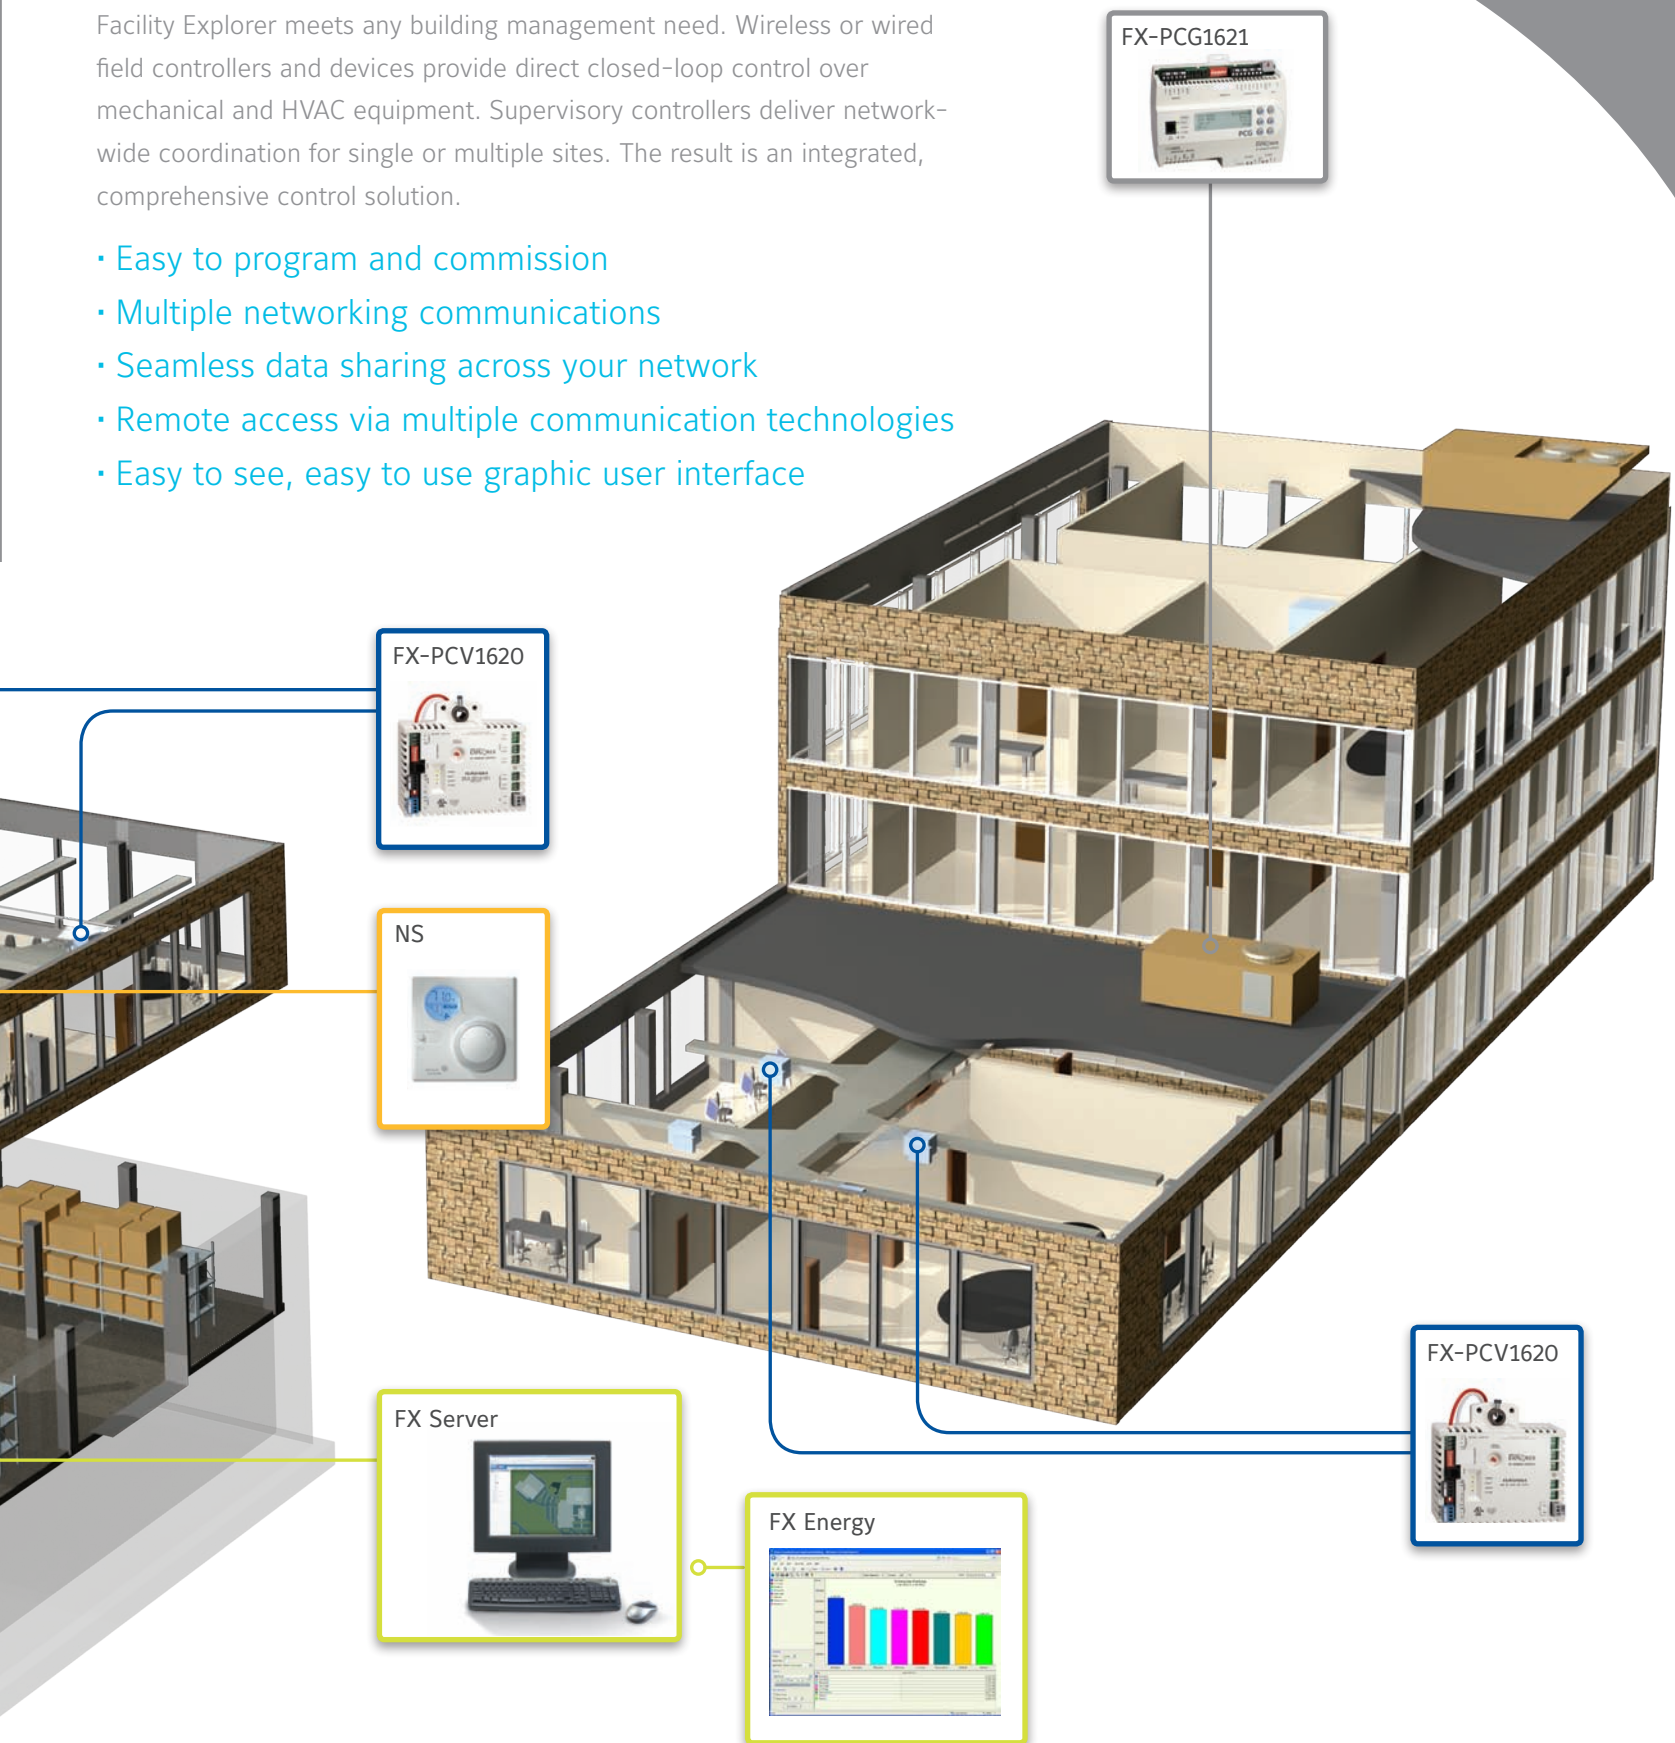 Facility Explorer meets any building management need. Wireless or wired
field controllers and devices provide direct closed-loop control over
mechanical and HVAC equipment. Supervisory controllers deliver network-
wide coordination for single or multiple sites. The result is an integrated,
comprehensive control solution.
· Easy to program and commission
· Multiple networking communications
· Seamless data sharing across your network
· Remote access via multiple communication technologies
· Easy to see, easy to use graphic user interface
FX-PCG1621
PCG
FX-PCV1620
NS
FX Server
FX Energy
FX-PCV1620